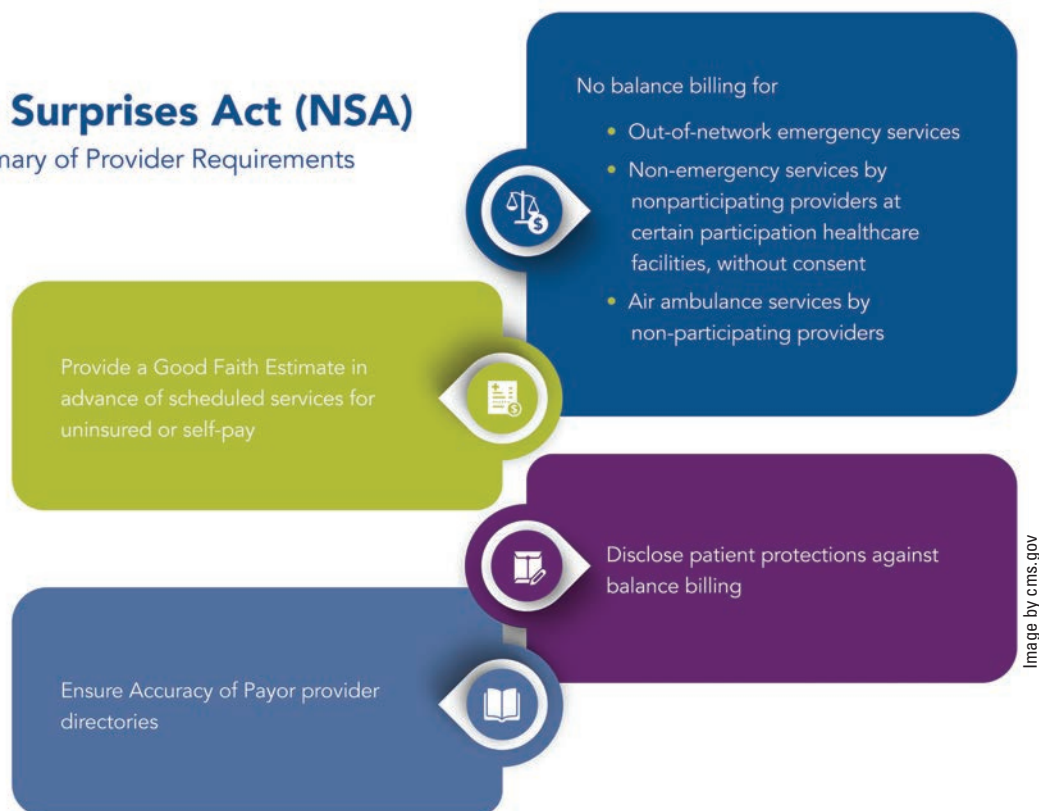 Surprises Act (NSA)
mary of Provider Requirements
No balance billing for
• Out-of-network emergency services
• Non-emergency services by
nonparticipating providers at
certain participation healthcare
facilities, without consent
• Air ambulance services by
non-participating providers
Provide a Good Faith Estimate in
advance of scheduled services for
uninsured or self-pay
Disclose patient protections against
balance billing
Ensure Accuracy of Payor provider
directories
Image by cms.gov